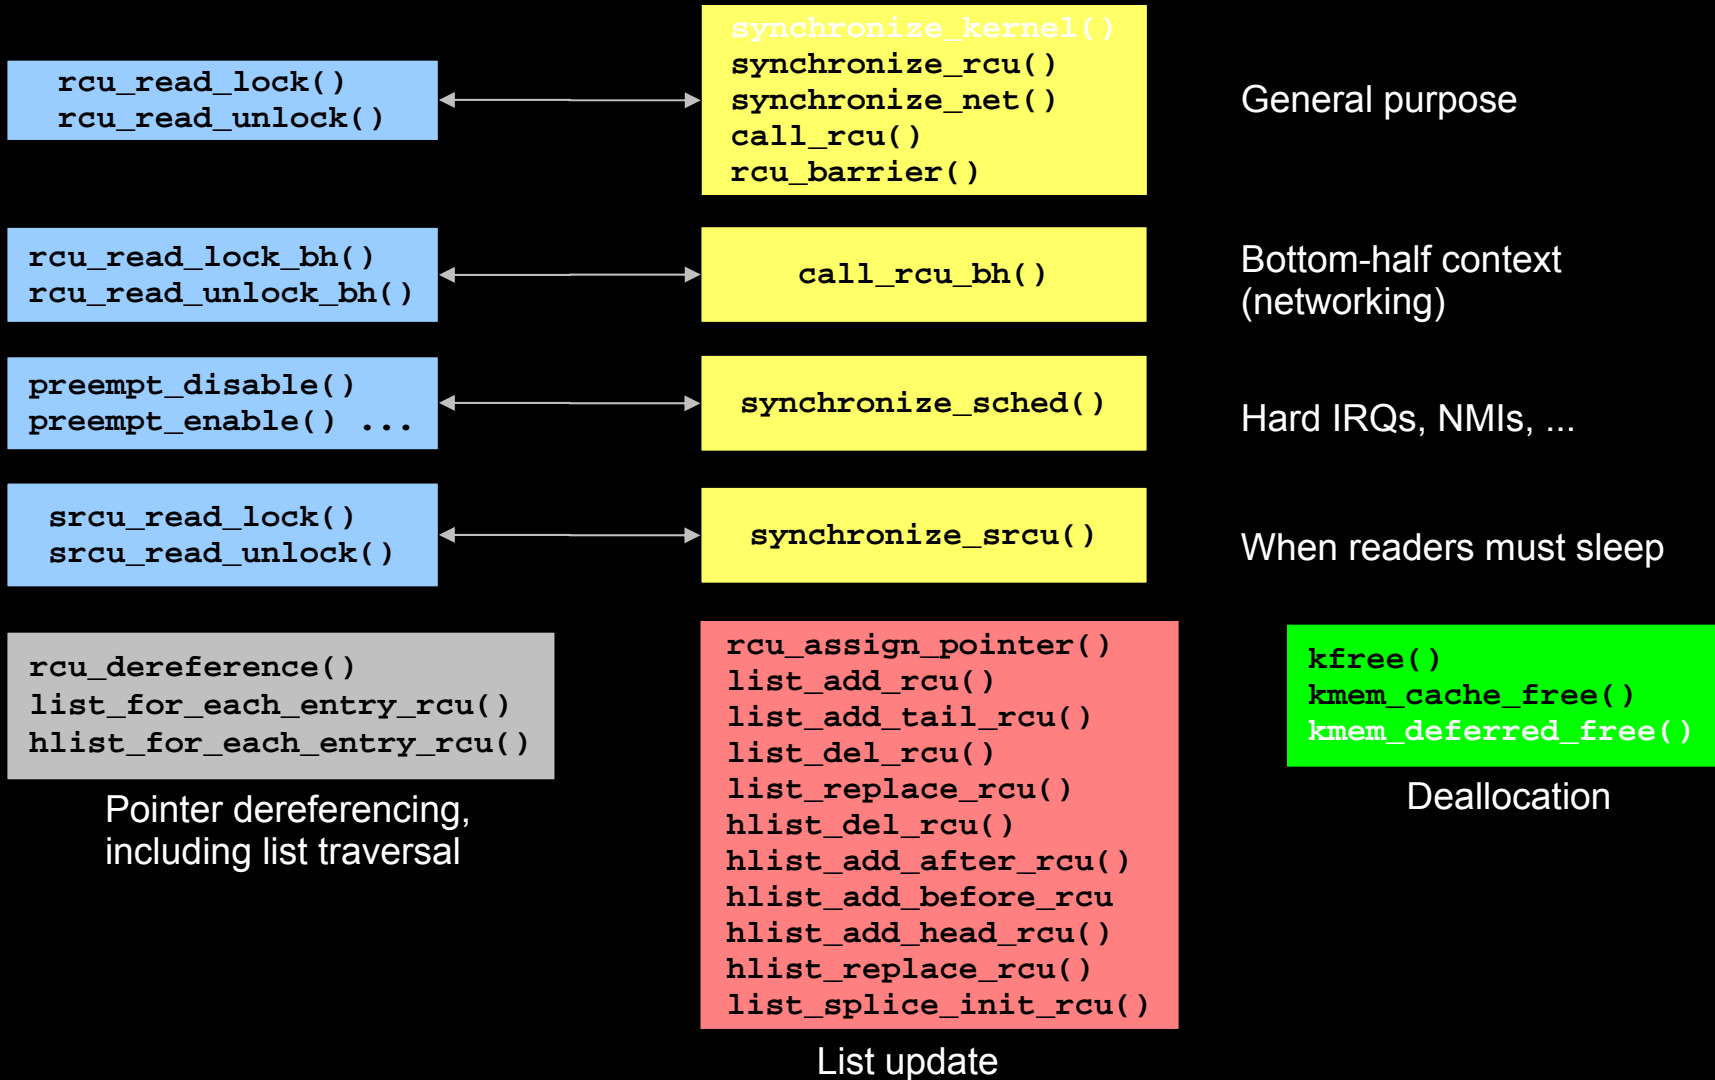 rcu_read_lock()
rcu_read_unlock()
synchronize_kernel()
synchronize_rcu()
synchronize_net()
call_rcu()
rcu_barrier()
General purpose
rcu_read_lock_bh()
rcu_read_unlock_bh()
call_rcu_bh()
Bottom-half context
(networking)
preempt_disable()
preempt_enable() ...
synchronize_sched()
Hard IRQs, NMIs, ...
srcu_read_lock()
srcu_read_unlock()
synchronize_srcu()
When readers must sleep
rcu_dereference()
list_for_each_entry_rcu()
hlist_for_each_entry_rcu()
Pointer dereferencing,
including list traversal
rcu_assign_pointer()
list_add_rcu()
list_add_tail_rcu()
list_del_rcu()
list_replace_rcu()
hlist_del_rcu()
hlist_add_after_rcu()
hlist_add_before_rcu
hlist_add_head_rcu()
hlist_replace_rcu()
list_splice_init_rcu()
List update
kfree()
kmem_cache_free()
kmem_deferred_free()
Deallocation